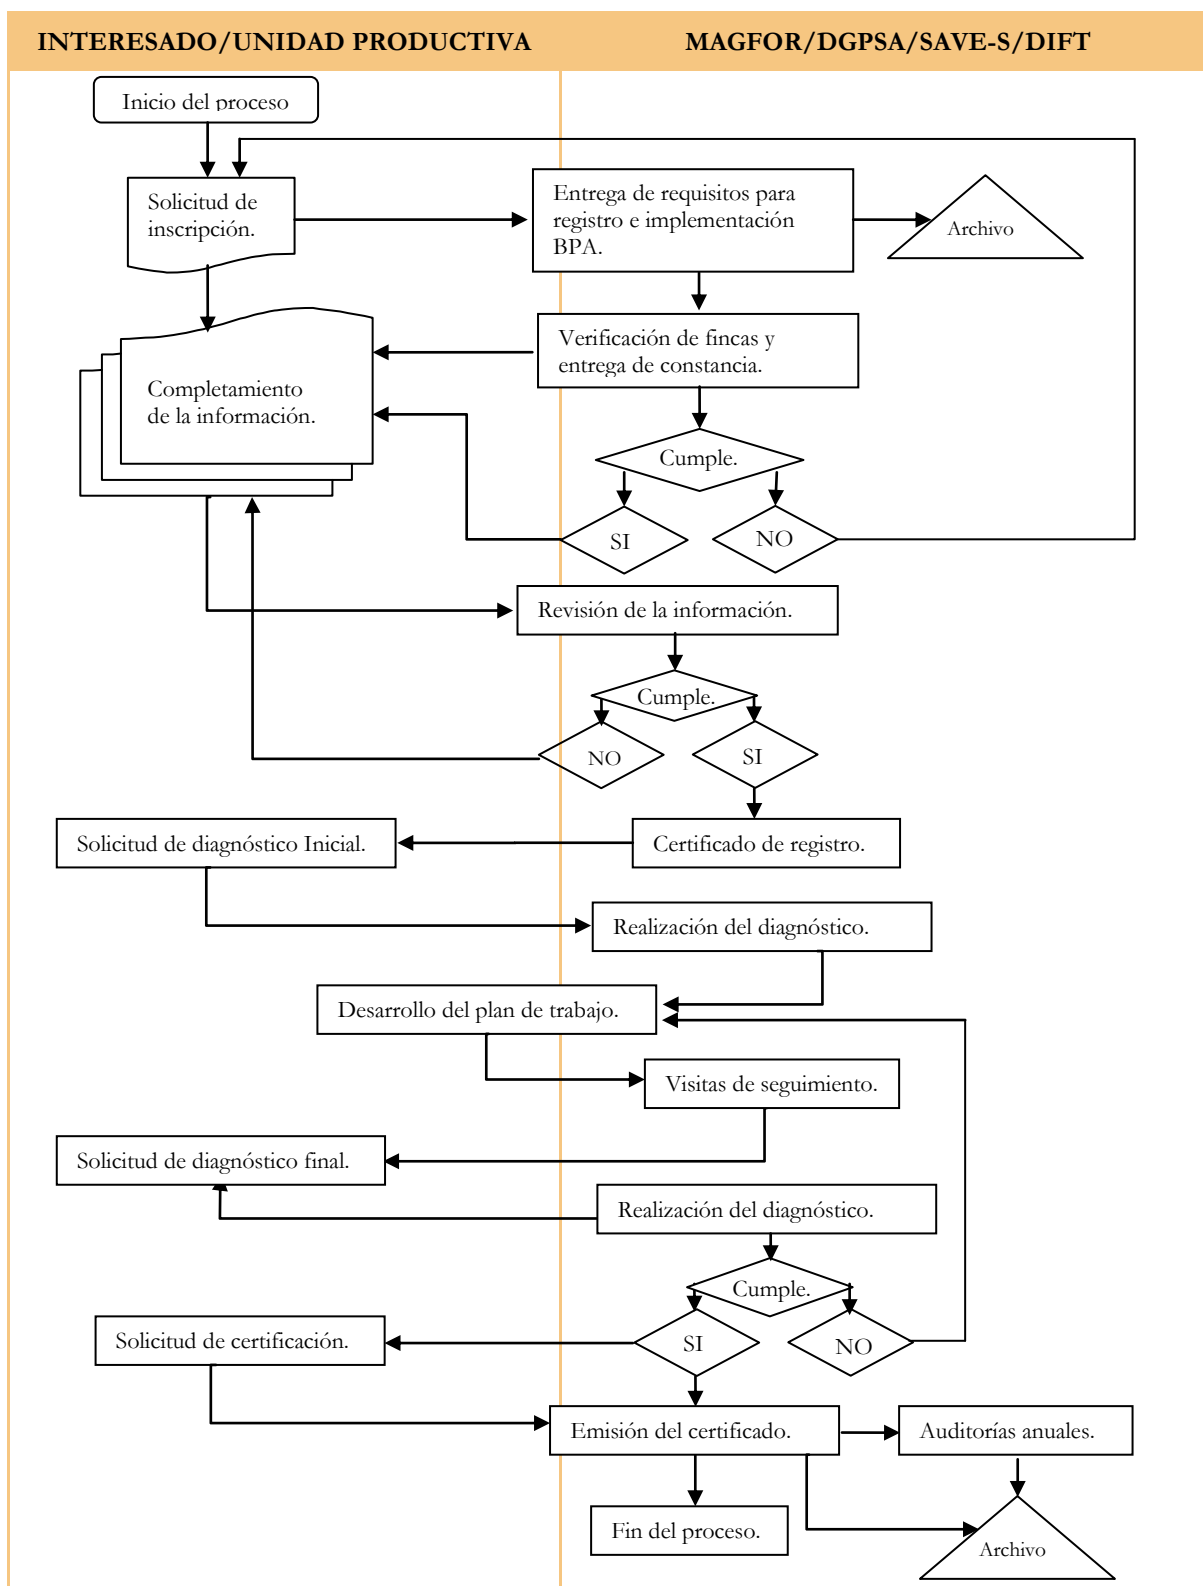 INTERESADO/UNIDAD PRODUCTIVA
MAGFOR/DGPSA/SAVE-S/DIFT
Inicio del proceso
Solicitud de
inscripción.
Entrega de requisitos para
registro e implementación
BPA.
Archivo
Verificación de fincas y
entrega de constancia.
Completamiento
de la información.
Cumple.
SI
NO
Revisión de la información.
Cumple.
NO
SI
Solicitud de diagnóstico Inicial.
Certificado de registro.
Realización del diagnóstico.
Desarrollo del plan de trabajo.
Visitas de seguimiento.
Solicitud de diagnóstico final.
Realización del diagnóstico.
Cumple.
Solicitud de certificación.
SI
NO
Emisión del certificado.
Auditorías anuales.
Fin del proceso.
Archivo